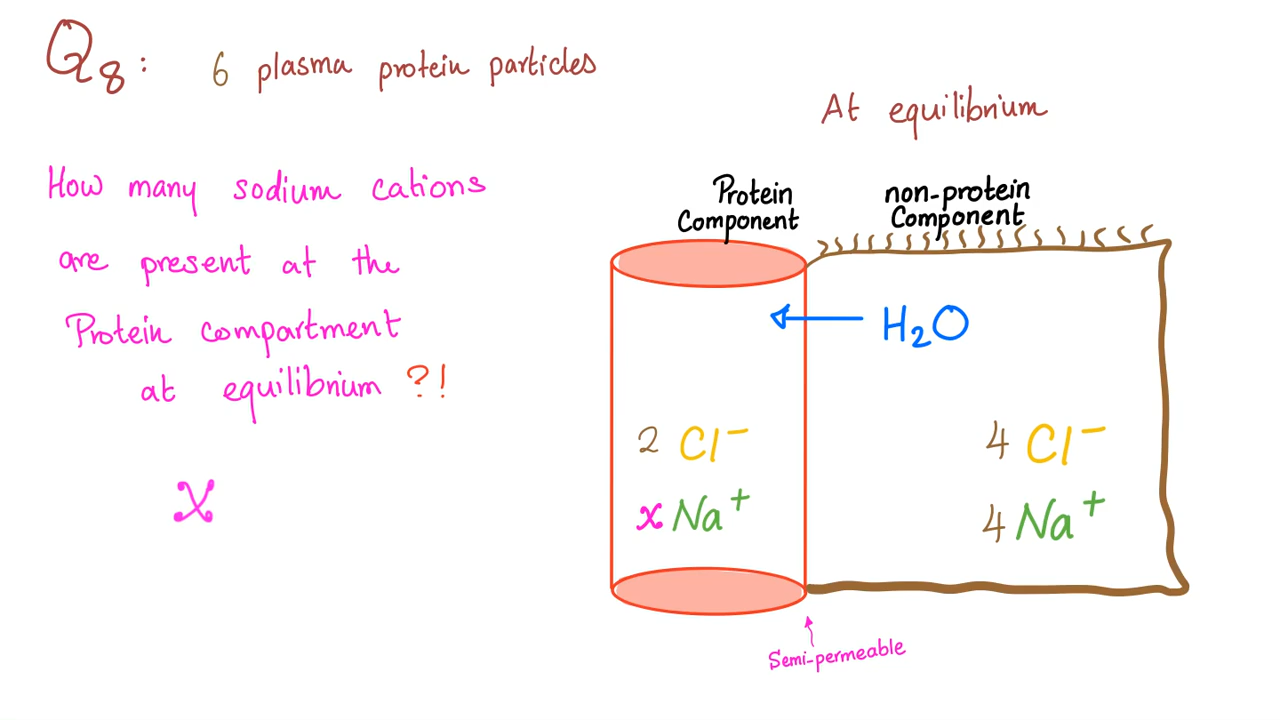 Q8: 6 plasma protein particles
At equilibrium
How many sodium cations
are present at the
Protein compartment
at equilibrium ?!
x
Protein
Component
non-protein
Component
H2O
2 Cl−
x Na+
4 Cl−
4 Na+
Semi-permeable